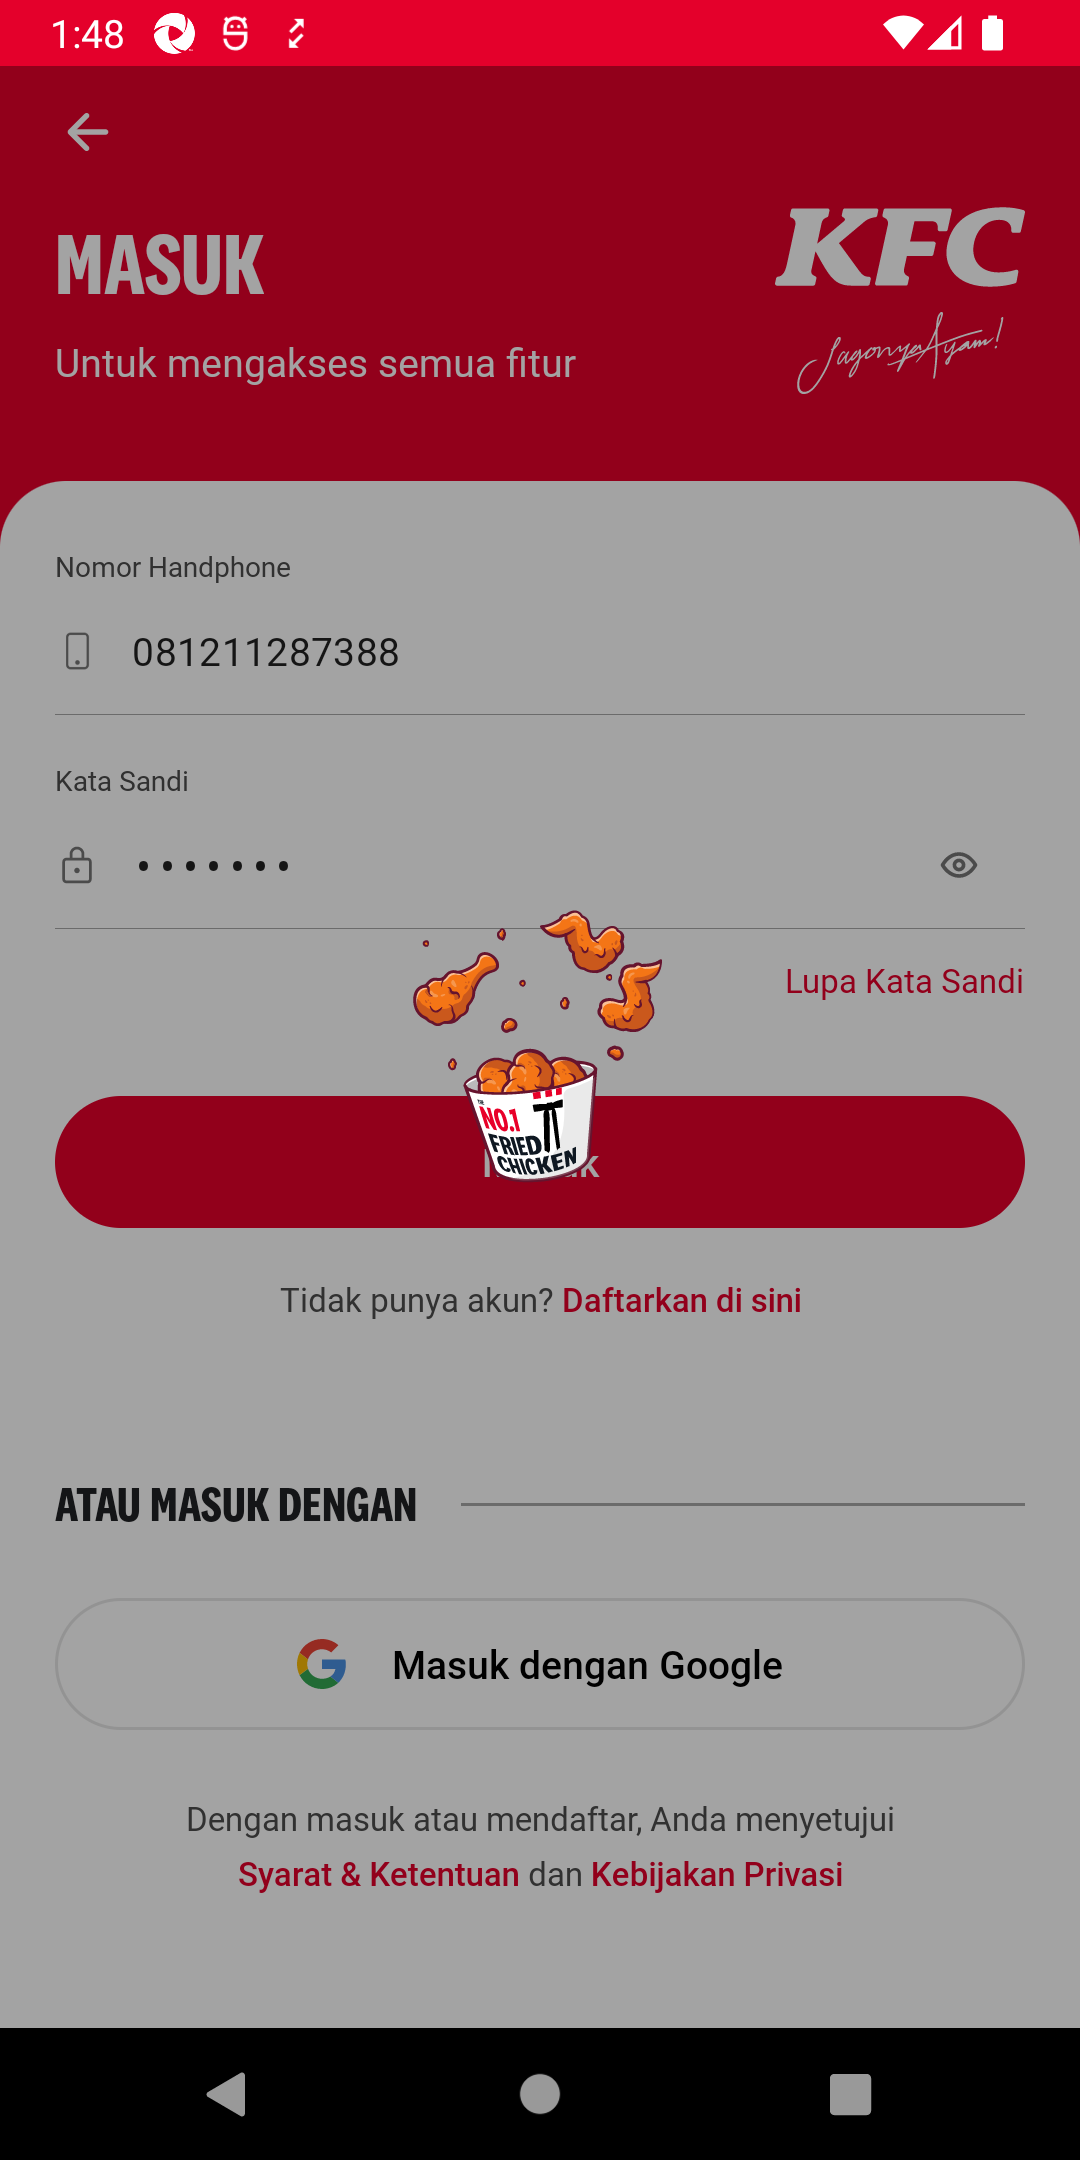 1:48
MASUK
KFC
Jagonya Ayam!
Untuk mengakses semua fitur
Nomor Handphone
081211287388
Kata Sandi
•••••••
Lupa Kata Sandi
THE
NO.1
FRIED
CHICKEN
Tidak punya akun? Daftarkan di sini
ATAU MASUK DENGAN
Masuk dengan Google
Dengan masuk atau mendaftar, Anda menyetujui
Syarat & Ketentuan dan Kebijakan Privasi